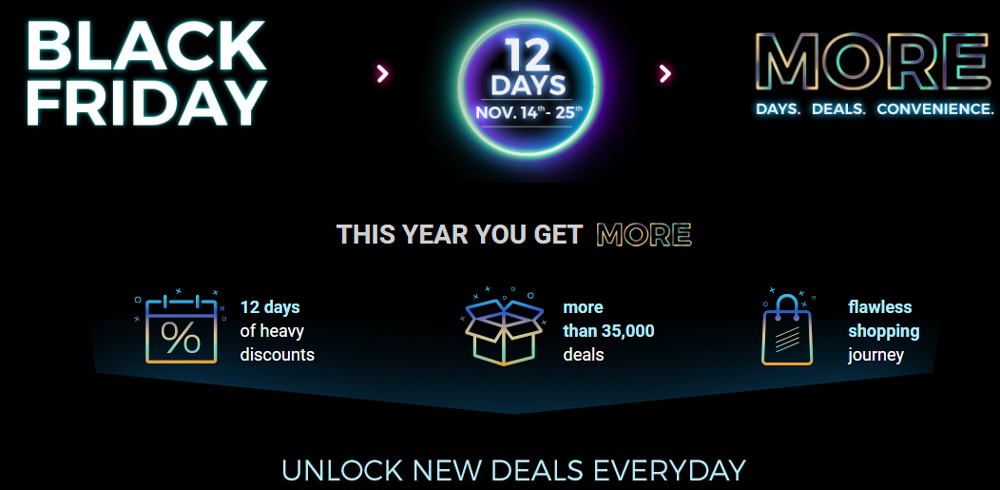 BLACK
FRIDAY
12
DAYS
NOV. 14th- 25th
MORE
DAYS. DEALS. CONVENIENCE.
THIS YEAR YOU GET MORE
%
12 days
of heavy
discounts
more
than 35,000
deals
flawless
shopping
journey
UNLOCK NEW DEALS EVERYDAY